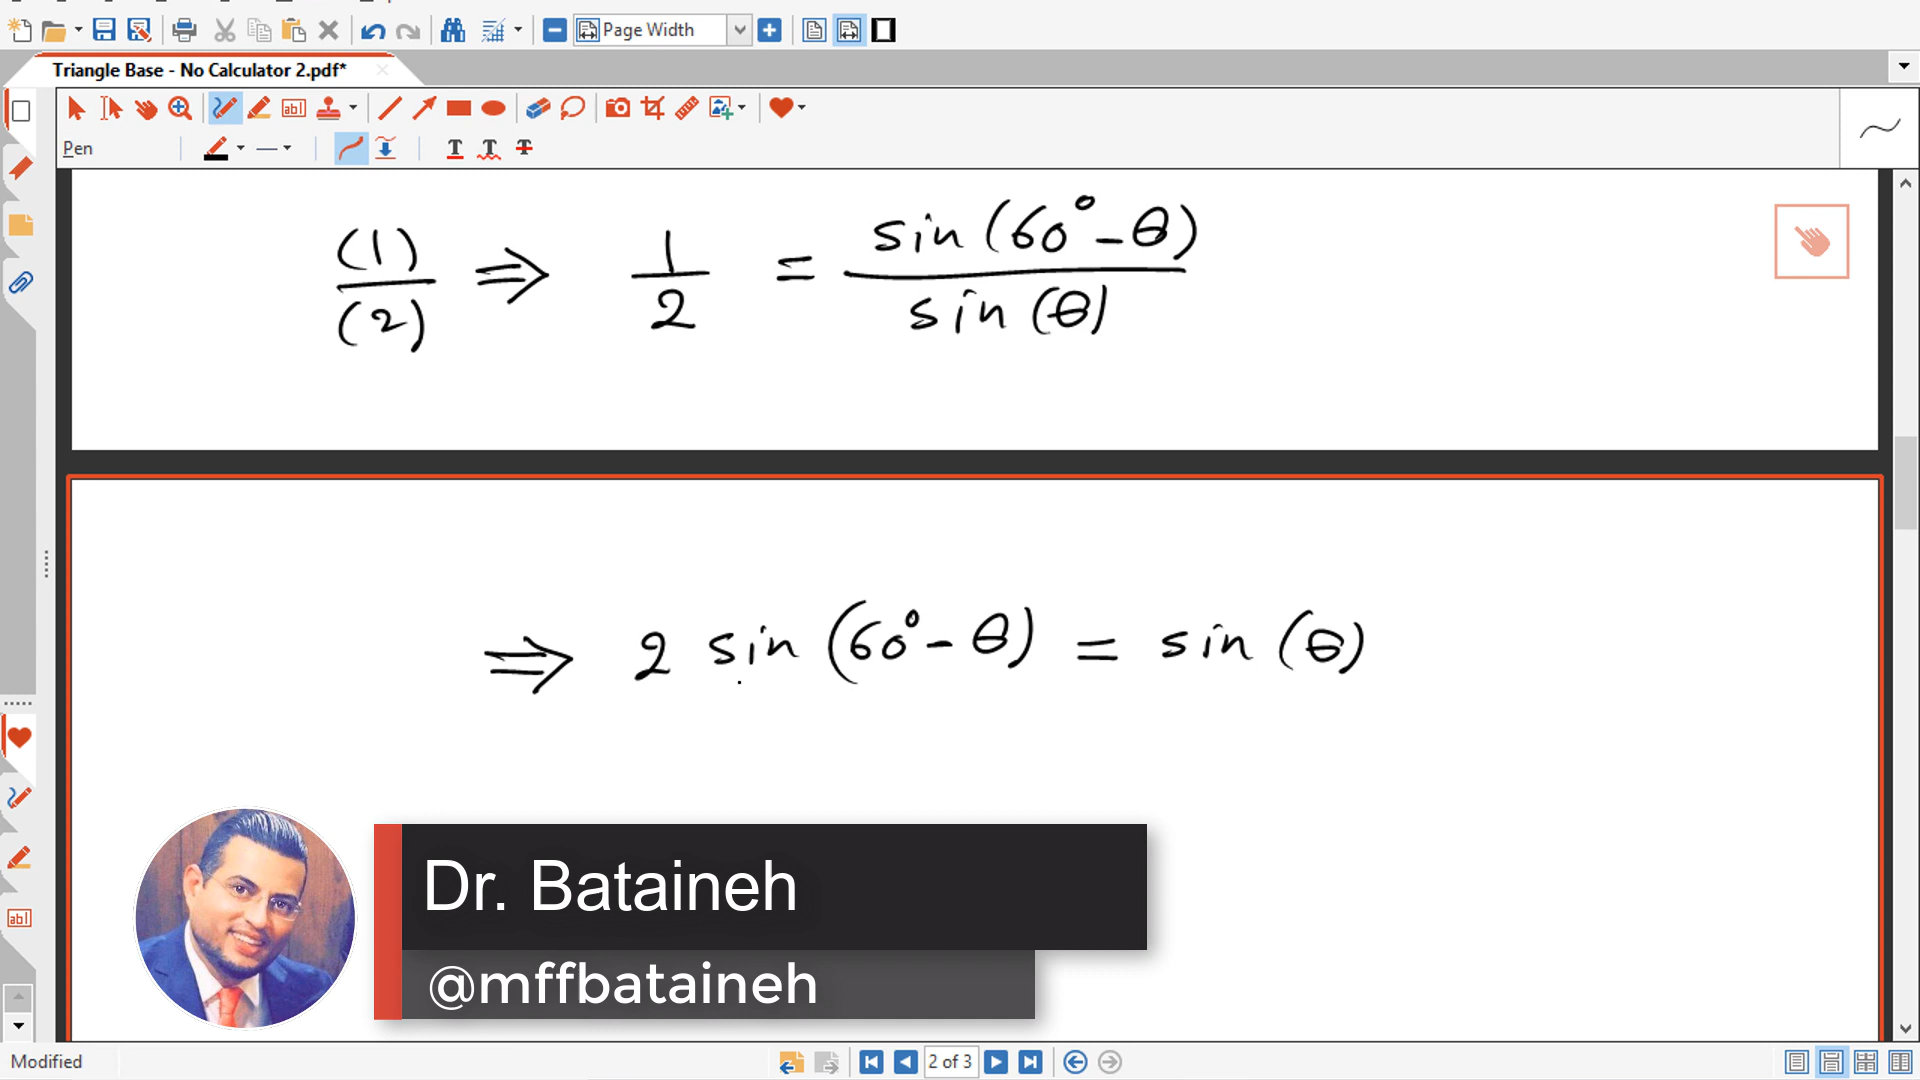 Page Width
Triangle Base - No Calculator 2.pdf*
Pen
(1)/(2) ⇒ 1/2 = sin(60°-θ)/sin(θ)
⇒ 2 sin(60°-θ) = sin(θ)
Dr. Bataineh
@mffbataineh
Modified
2 of 3